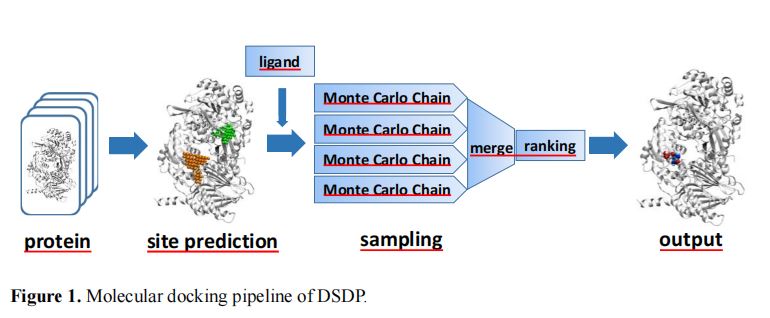 ligand
Monte Carlo Chain
Monte Carlo Chain
Monte Carlo Chain
Monte Carlo Chain
merge
ranking
protein
site prediction
sampling
output
Figure 1. Molecular docking pipeline of DSDP.